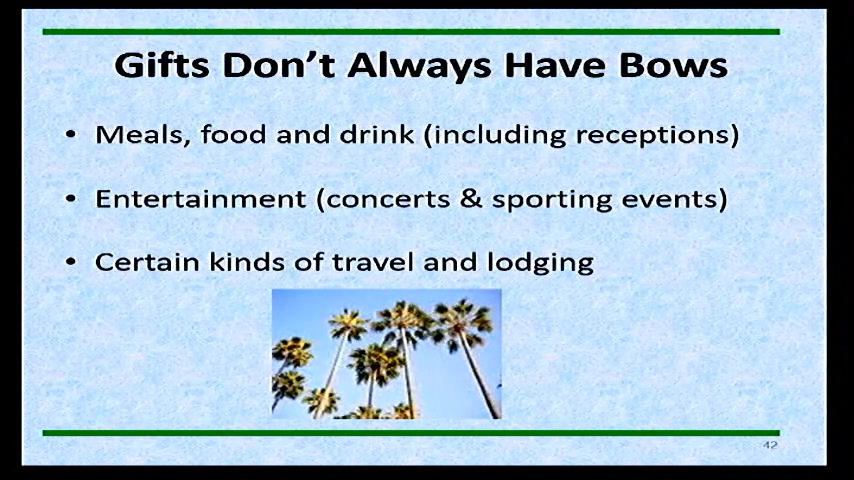 Gifts Don't Always Have Bows
• Meals, food and drink (including receptions)
• Entertainment (concerts & sporting events)
• Certain kinds of travel and lodging
42